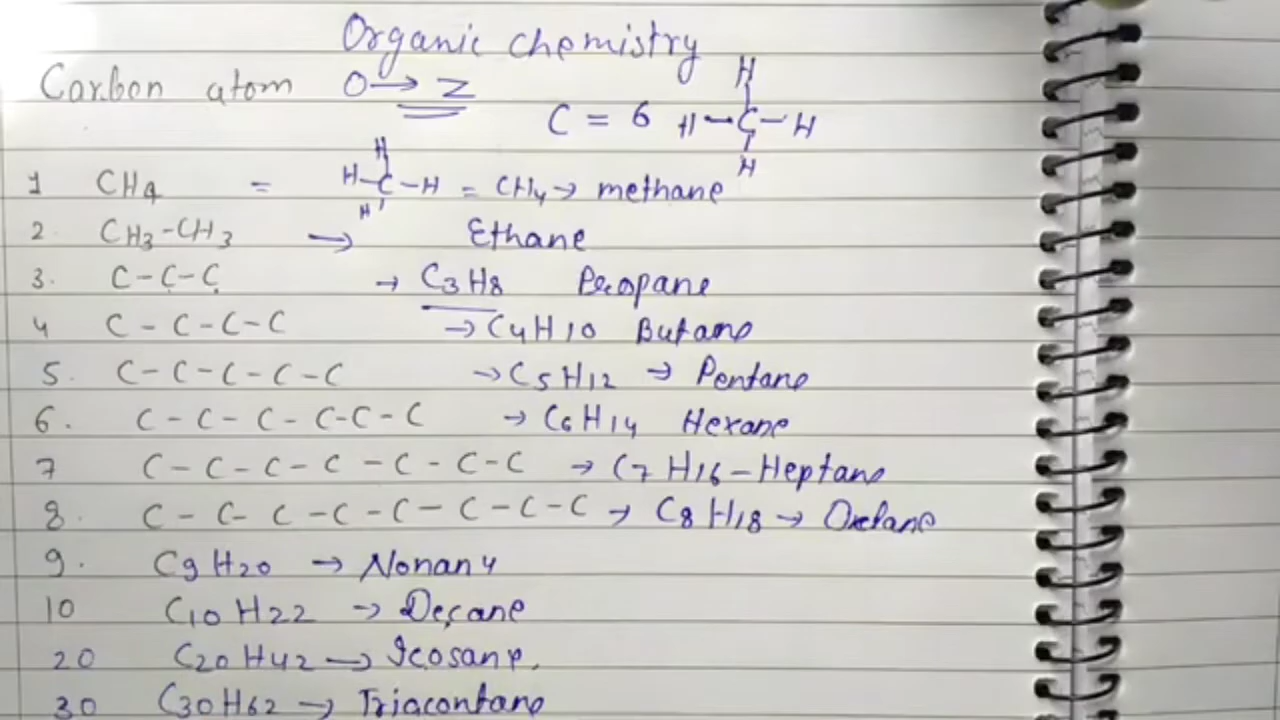 Organic chemistry
Carbon atom O → Z
C = 6 H-C-H H H
1 CH4 = H-C-H H H = CH4 → methane
2. CH3-CH3 → Ethane
3. C-C-C → C3H8 Propane
4 C-C-C-C → C4H10 Butane
5. C-C-C-C-C → C5H12 → Pentane
6. C-C-C-C-C-C → C6H14 Hexane
7 C-C-C-C-C-C-C → C7H16-Heptane
8. C-C-C-C-C-C-C-C → C8H18 → Octane
9. C9H20 → Nonane
10 C10H22 → Decane
20 C20H42 → Icosane.
30 C30H62 → Triacontane